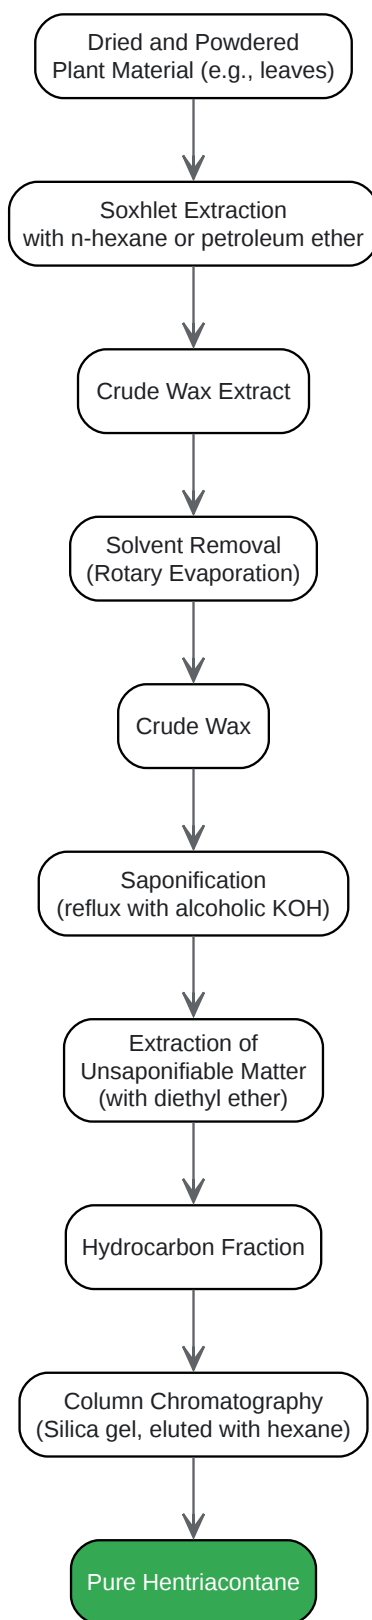 Dried and Powdered
Plant Material (e.g., leaves)
Soxhlet Extraction
with n-hexane or petroleum ether
Crude Wax Extract
Solvent Removal
(Rotary Evaporation)
Crude Wax
Saponification
(reflux with alcoholic KOH)
Extraction of
Unsaponifiable Matter
(with diethyl ether)
Hydrocarbon Fraction
Column Chromatography
(Silica gel, eluted with hexane)
Pure Hentriacontane